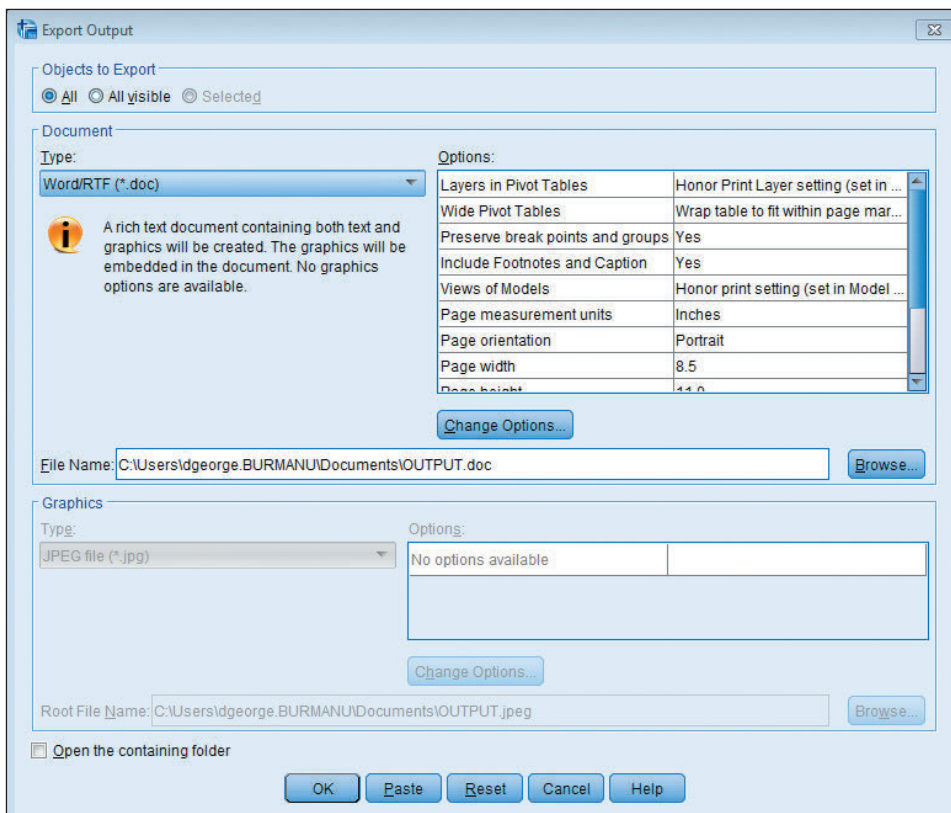 Export Output
Objects to Export
All All visible Selected
Document
Type:
Word/RTF (*.doc)
A rich text document containing both text and
graphics will be created. The graphics will be
embedded in the document. No graphics
options are available.
Options:
Layers in Pivot Tables Honor Print Layer setting (set in ...
Wide Pivot Tables Wrap table to fit within page mar...
Preserve break points and groups Yes
Include Footnotes and Caption Yes
Views of Models Honor print setting (set in Model ...
Page measurement units Inches
Page orientation Portrait
Page width 8.5
Page height 11.0
Change Options...
File Name: C:\Users\dgeorge.BURMANU\Documents\OUTPUT.doc Browse...
Graphics
Type:
JPEG file (*.jpg)
Options:
No options available
Change Options...
Root File Name: C:\Users\dgeorge.BURMANU\Documents\OUTPUT.jpeg Browse...
Open the containing folder
OK Paste Reset Cancel Help